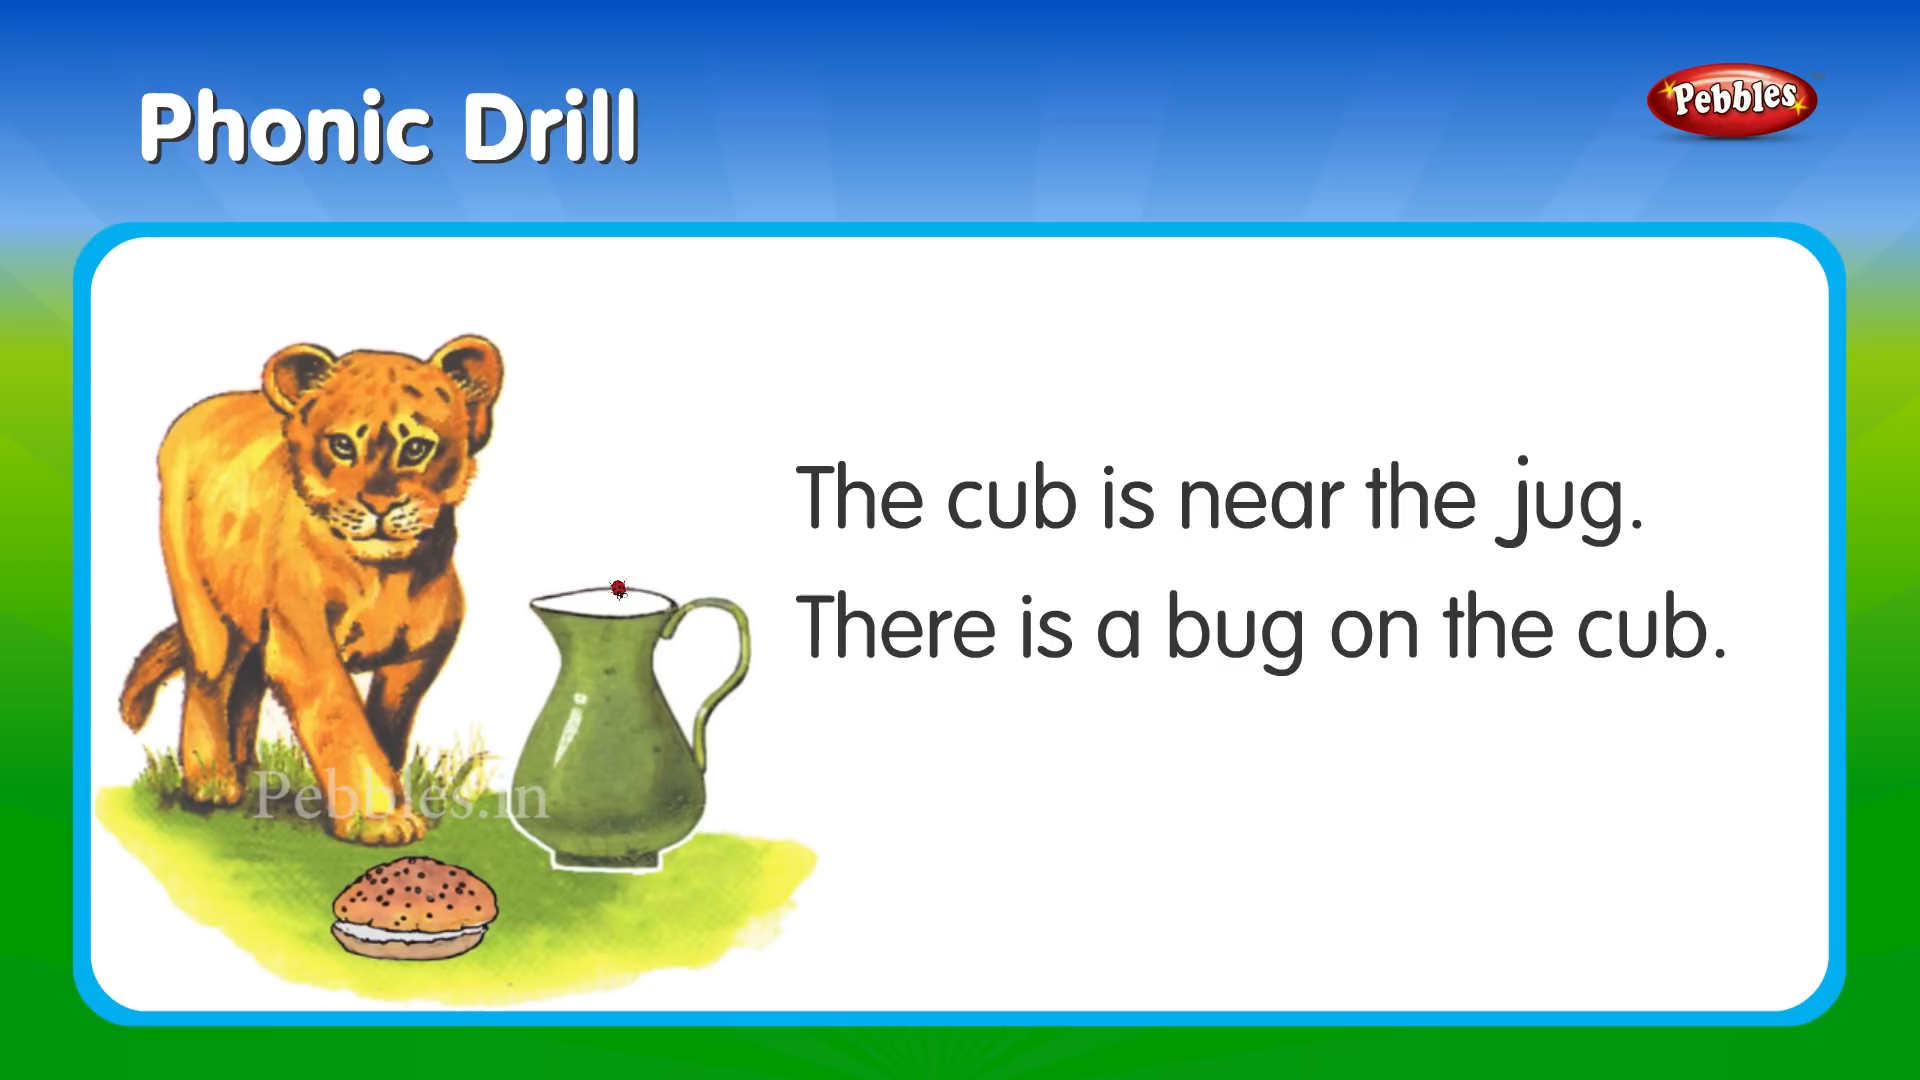 Phonic Drill
Pebbles
The cub is near the jug.
There is a bug on the cub.
Pebbles.in